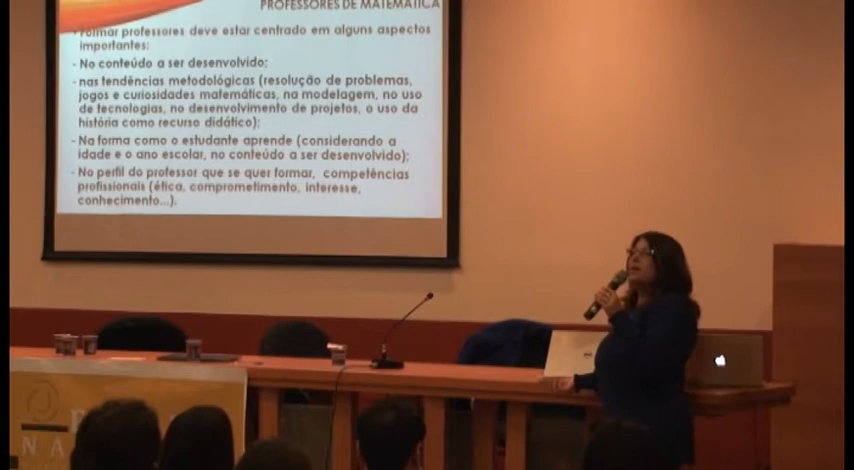 PROFESSORES DE MATEMÁTICA
- Formar professores deve estar centrado em alguns aspectos
importantes:
- No conteúdo a ser desenvolvido;
- nas tendências metodológicas (resolução de problemas,
jogos e curiosidades matemáticas, na modelagem, no uso
de tecnologias, no desenvolvimento de projetos, o uso da
história como recurso didático);
- Na forma como o estudante aprende (considerando a
idade e o ano escolar, no conteúdo a ser desenvolvido);
- No perfil do professor que se quer formar, competências
profissionais (ética, comprometimento, interesse,
conhecimento...).